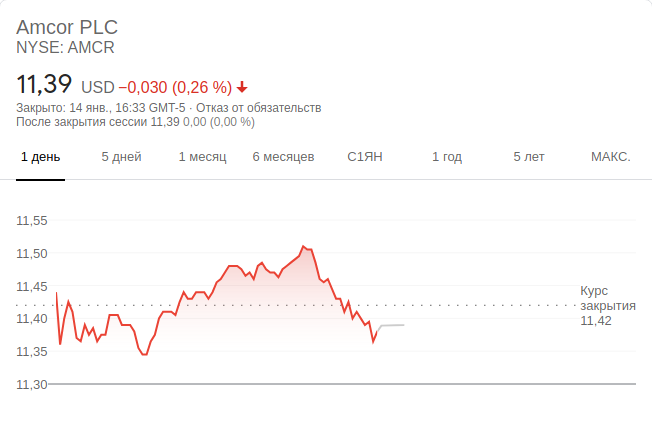 Amcor PLC
NYSE: AMCR
11,39 USD −0,030 (0,26 %)
Закрыто: 14 янв., 16:33 GMT-5 · Отказ от обязательств
После закрытия сессии 11,39 0,00 (0,00 %)
1 день 5 дней 1 месяц 6 месяцев С1ЯН 1 год 5 лет МАКС.
11,55
11,50
11,45
11,40
11,35
11,30
Курс
закрытия
11,42